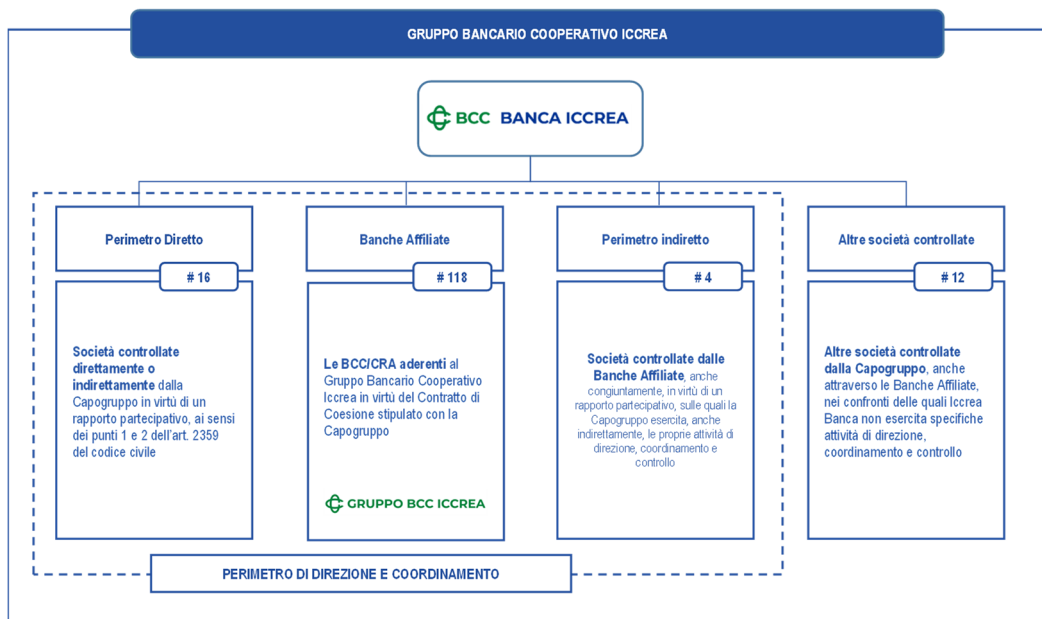 GRUPPO BANCARIO COOPERATIVO ICCREA
BCC BANCA ICCREA
Perimetro Diretto
# 16
Società controllate
direttamente o
indirettamente dalla
Capogruppo in virtú di un
rapporto partecipativo, ai sensi
dei punti 1 e 2 dell'art. 2359
del codice civile
Banche Affiliate
# 118
Le BCC/CRA aderenti al
Gruppo Bancario Cooperativo
Iccrea in virtú del Contratto di
Coesione stipulato con la
Capogruppo
GRUPPO BCC ICCREA
Perimetro indiretto
# 4
Società controllate dalle
Banche Affiliate, anche
congiuntamente, in virtú di un
rapporto partecipativo, sulle quali la
Capogruppo esercita, anche
indirettamente, le proprie attività di
direzione, coordinamento e
controllo
Altre società controllate
# 12
Altre società controllate
dalla Capogruppo, anche
attraverso le Banche Affiliate,
nei confronti delle quali Iccrea
Banca non esercita specifiche
attività di direzione,
coordinamento e controllo
PERIMETRO DI DIREZIONE E COORDINAMENTO